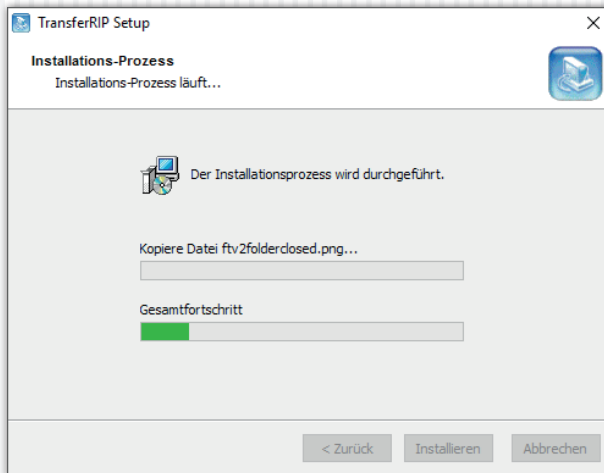 TransferRIP Setup
Installations-Prozess
Installations-Prozess läuft...
Der Installationsprozess wird durchgeführt.
Kopiere Datei ftv2folderclosed.png...
Gesamtfortschritt
< Zurück
Installieren
Abbrechen